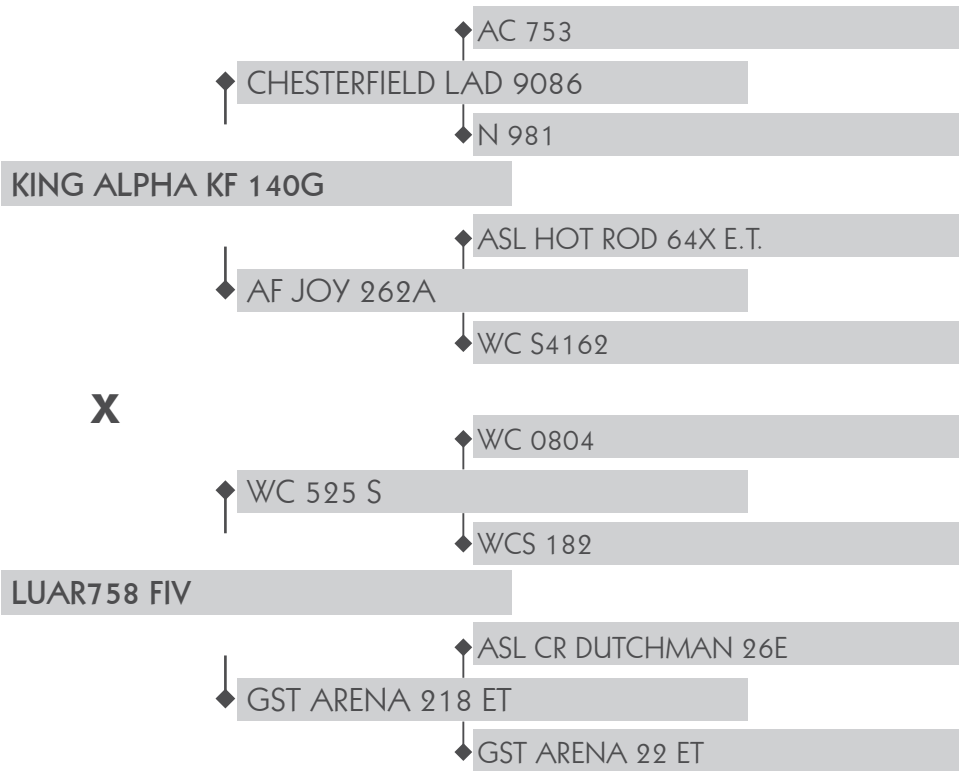 AC 753
CHESTERFIELD LAD 9086
N 981
KING ALPHA KF 140G
ASL HOT ROD 64X E.T.
AF JOY 262A
WC S4162
X
WC 0804
WC 525 S
WCS 182
LUAR758 FIV
ASL CR DUTCHMAN 26E
GST ARENA 218 ET
GST ARENA 22 ET